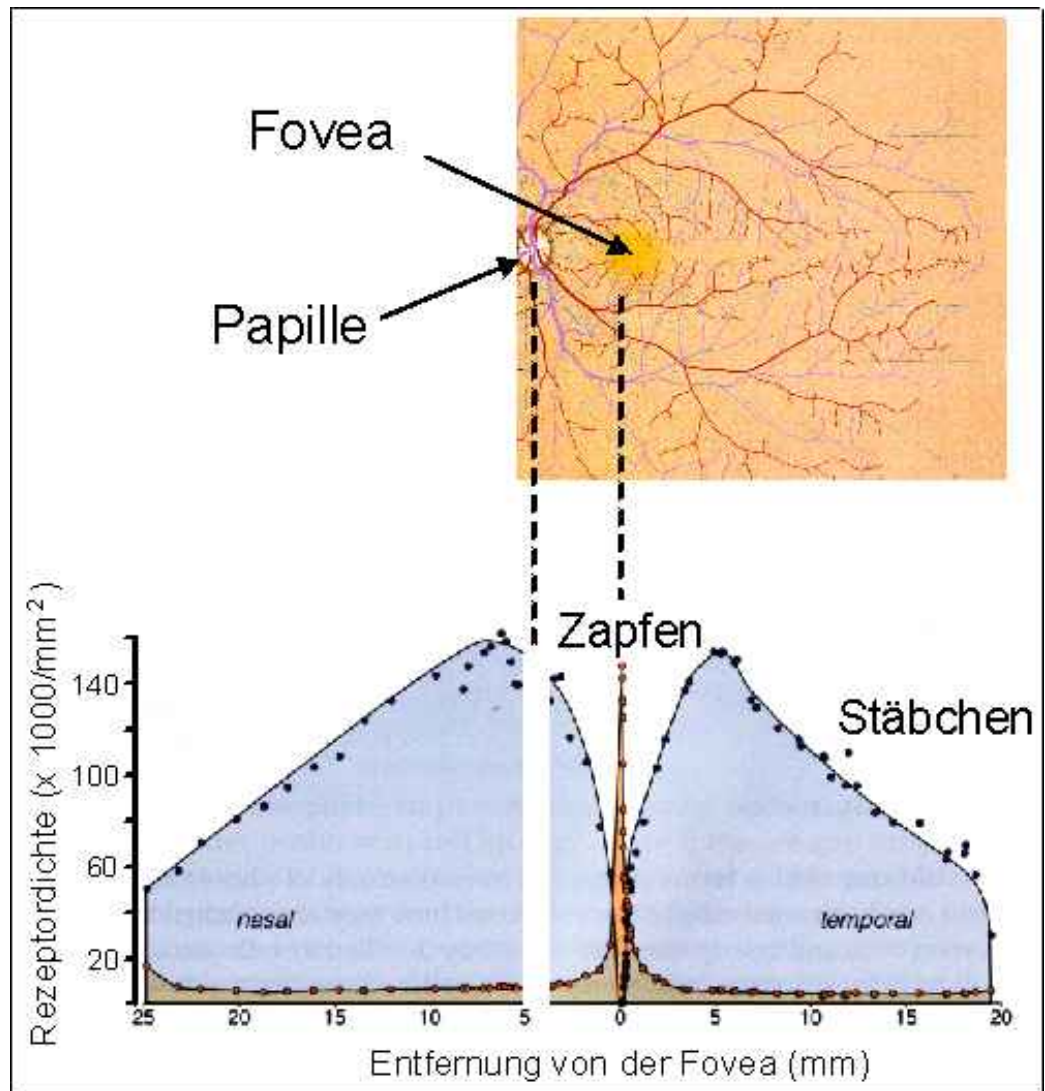 Fovea
Papille
Zapfen
Stäbchen
Rezeptordichte (x 1000/mm²)
140
100
60
20
nasal
temporal
25 20 15 10 5 0 5 10 15 20
Entfernung von der Fovea (mm)